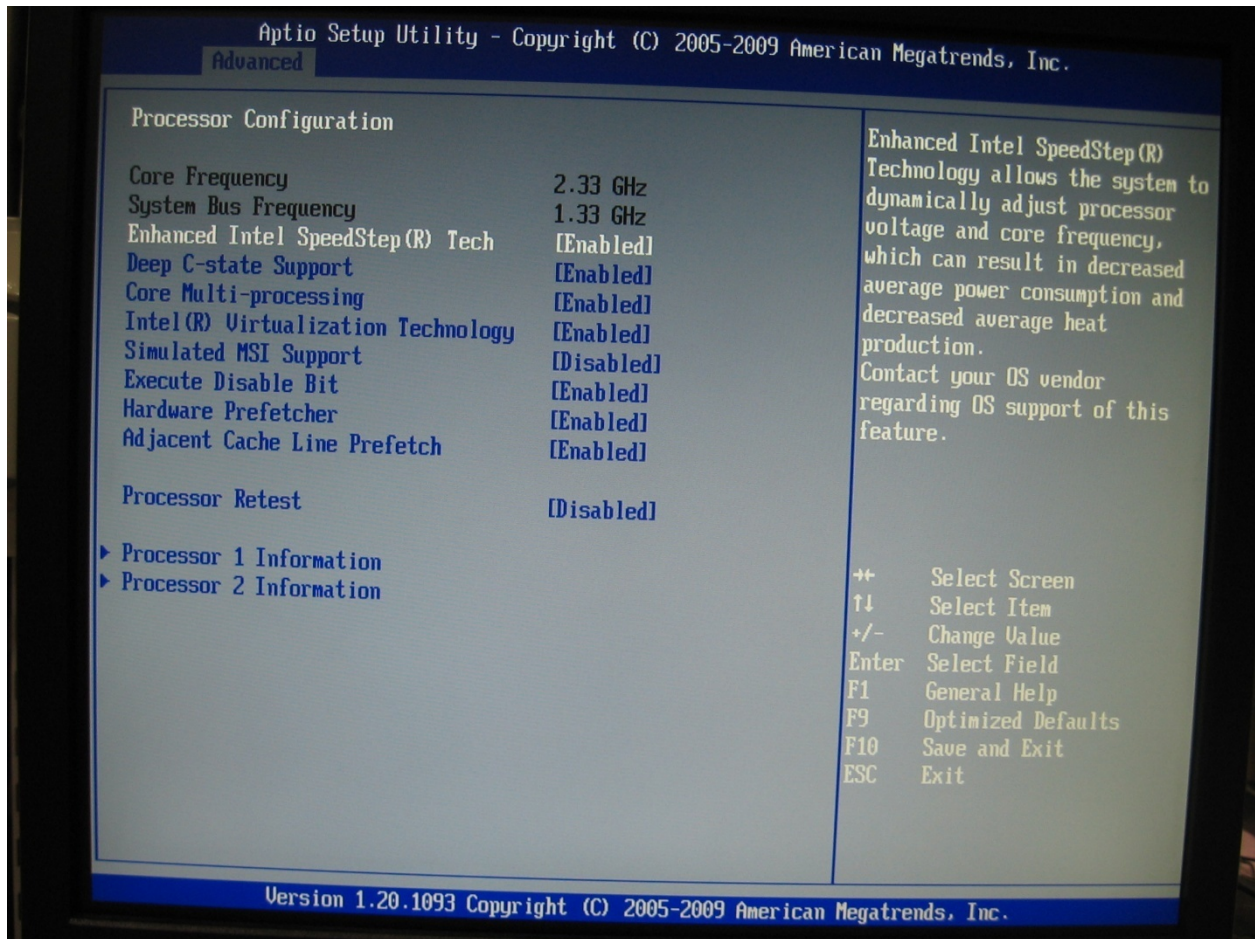 Aptio Setup Utility - Copyright (C) 2005-2009 American Megatrends, Inc.
Advanced
Processor Configuration
Core Frequency 2.33 GHz
System Bus Frequency 1.33 GHz
Enhanced Intel SpeedStep(R) Tech [Enabled]
Deep C-state Support [Enabled]
Core Multi-processing [Enabled]
Intel(R) Virtualization Technology [Enabled]
Simulated MSI Support [Disabled]
Execute Disable Bit [Enabled]
Hardware Prefetcher [Enabled]
Adjacent Cache Line Prefetch [Enabled]
Processor Retest [Disabled]
Processor 1 Information
Processor 2 Information
Enhanced Intel SpeedStep(R)
Technology allows the system to
dynamically adjust processor
voltage and core frequency,
which can result in decreased
average power consumption and
decreased average heat
production.
Contact your OS vendor
regarding OS support of this
feature.
→← Select Screen
↑↓ Select Item
+/- Change Value
Enter Select Field
F1 General Help
F9 Optimized Defaults
F10 Save and Exit
ESC Exit
Version 1.20.1093 Copyright (C) 2005-2009 American Megatrends, Inc.